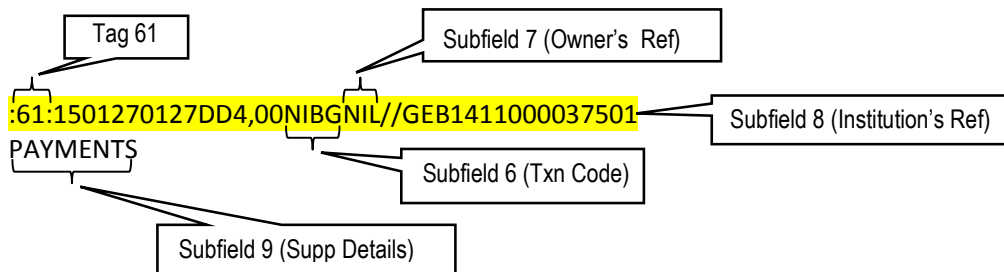 Tag 61
Subfield 7 (Owner's Ref)
:61:1501270127DD4,00NIBGNIL//GEB1411000037501
Subfield 8 (Institution's Ref)
PAYMENTS
Subfield 6 (Txn Code)
Subfield 9 (Supp Details)